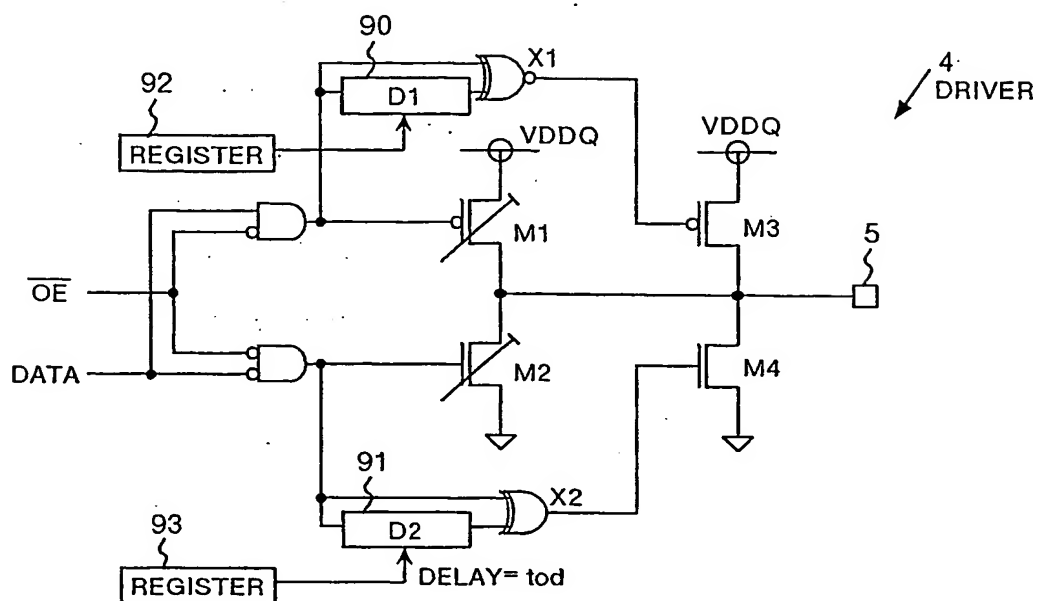 90
X1
92
D1
4
DRIVER
REGISTER
VDDQ
VDDQ
M1
M3
5
OE
DATA
M2
M4
91
X2
93
D2
REGISTER
DELAY= tod